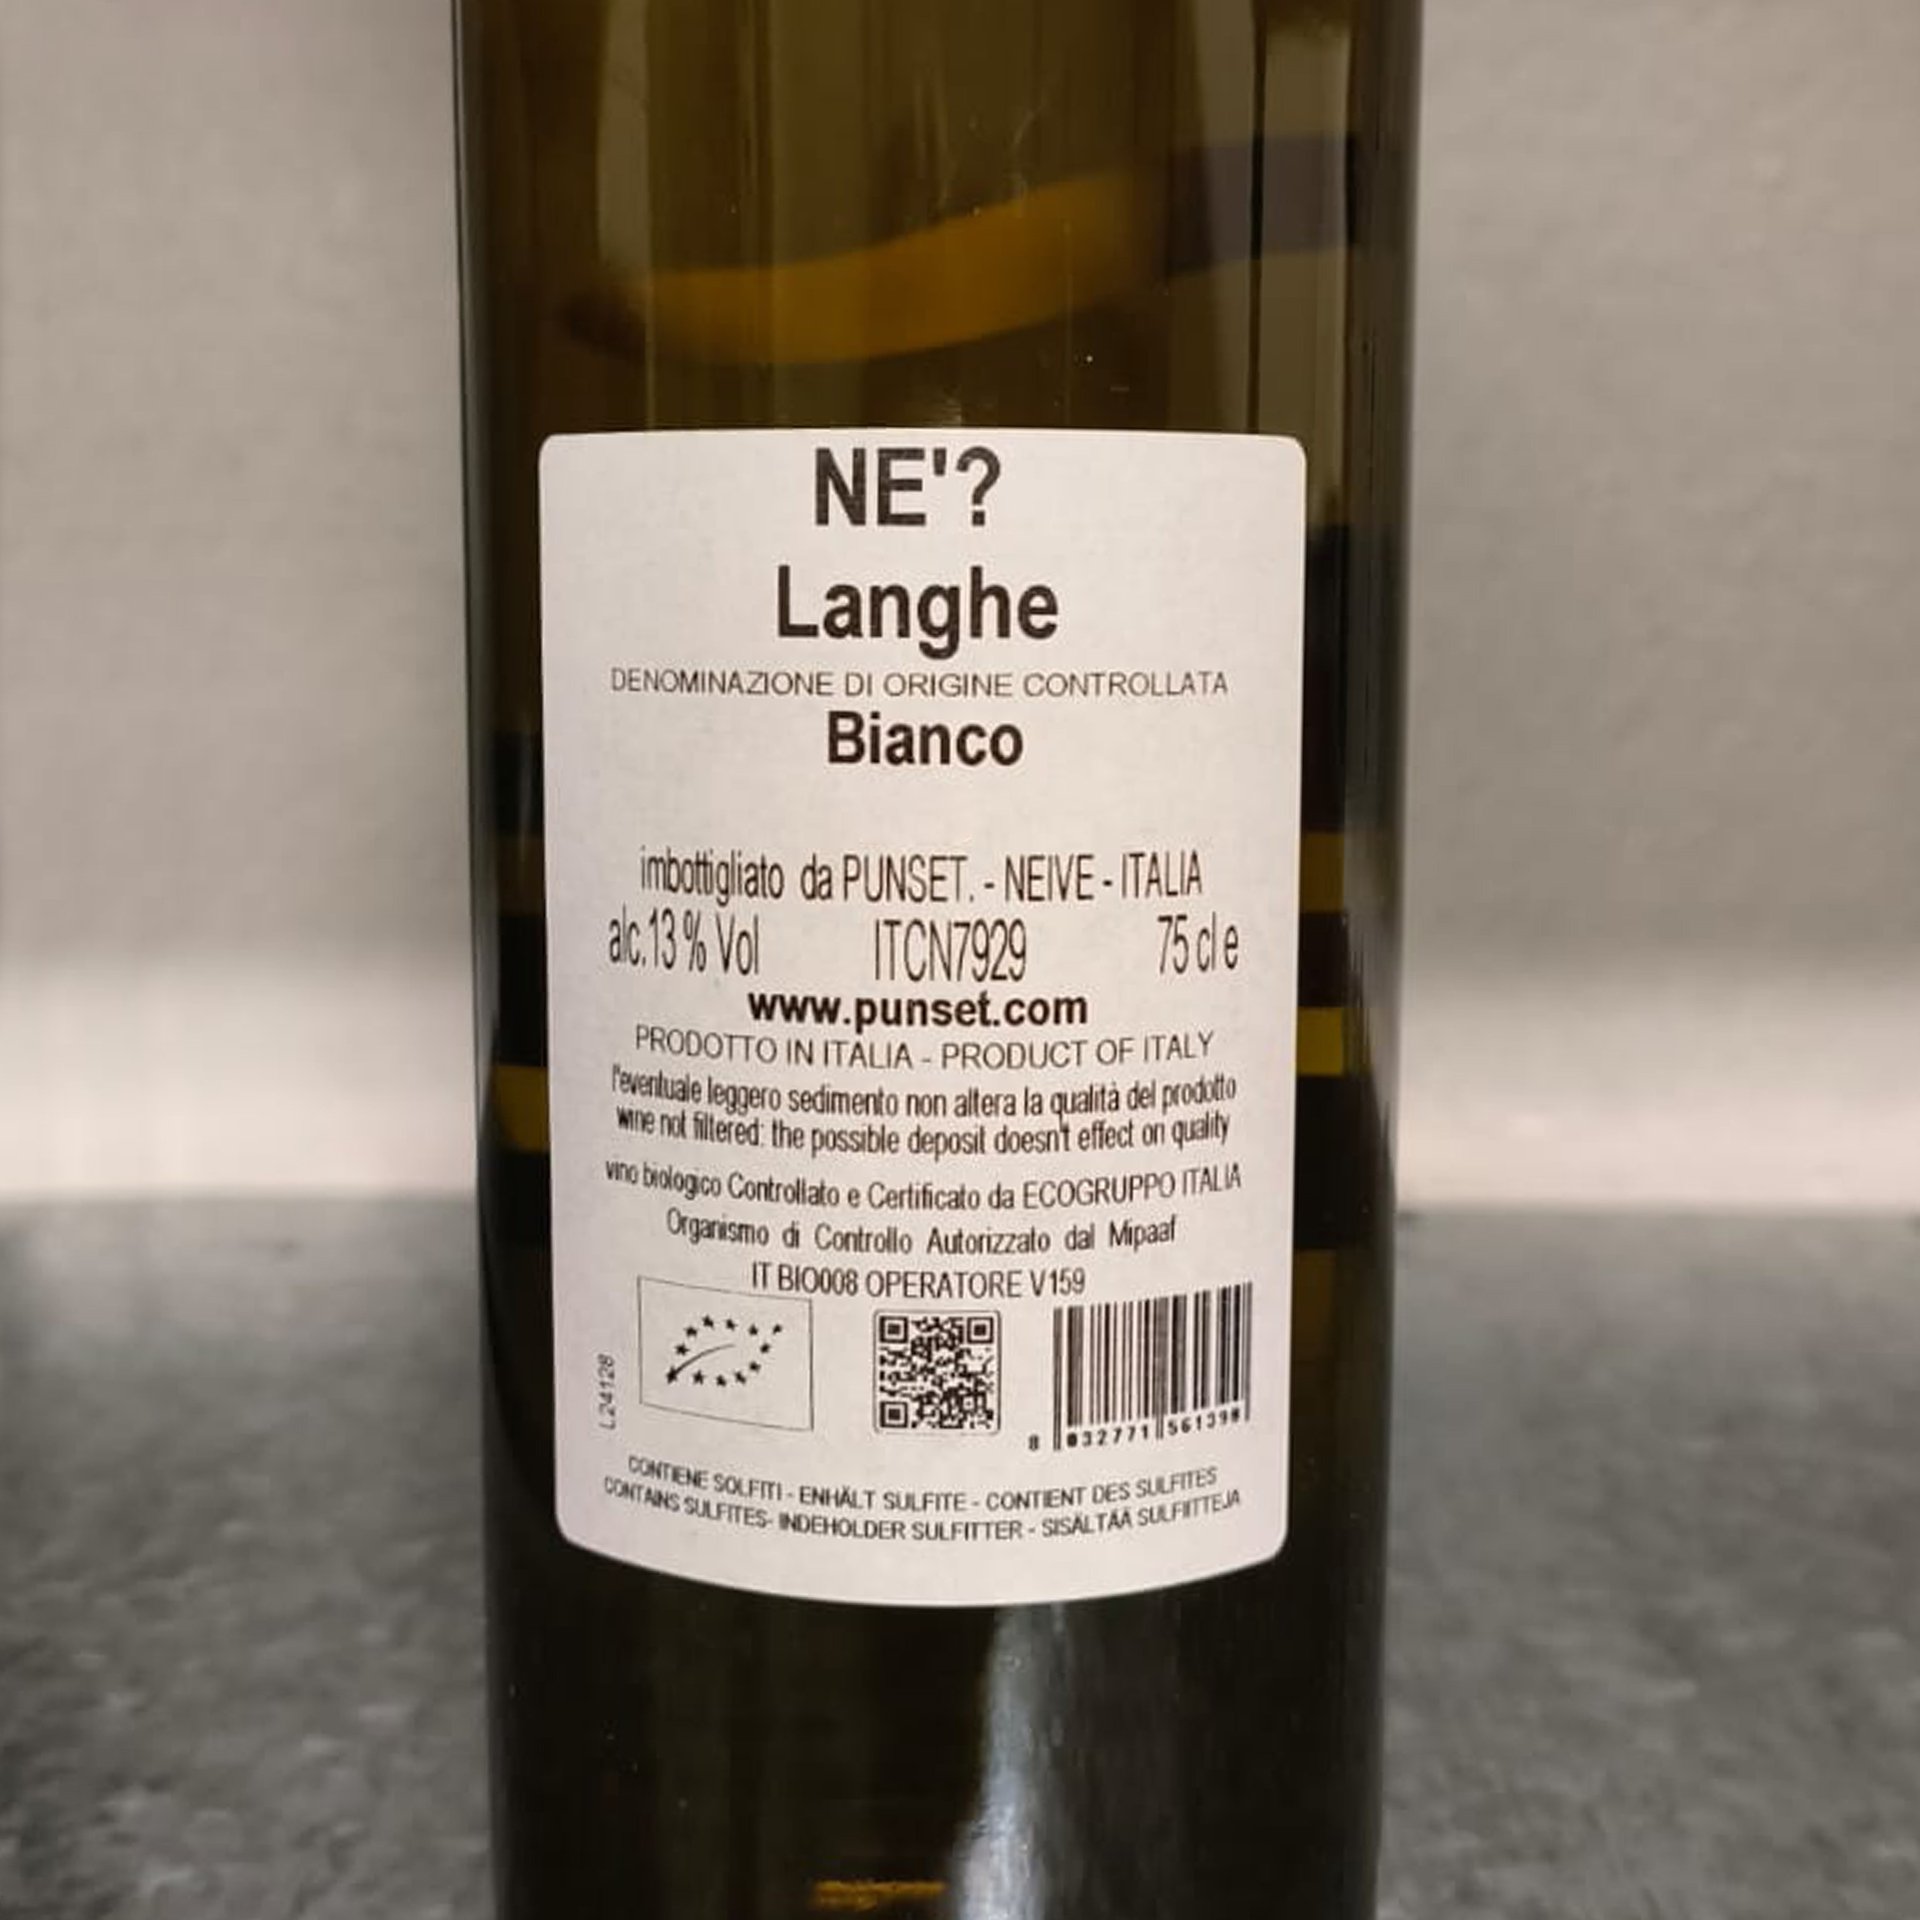 NE'?
Langhe
DENOMINAZIONE DI ORIGINE CONTROLLATA
Bianco
imbottigliato da PUNSET. - NEIVE - ITALIA
alc.13 % Vol ITCN7929 75 cl e
www.punset.com
PRODOTTO IN ITALIA - PRODUCT OF ITALY
l'eventuale leggero sedimento non altera la qualità del prodotto
wine not filtered: the possible deposit doesn't effect on quality
vino biologico Controllato e Certificato da ECOGRUPPO ITALIA
Organismo di Controllo Autorizzato dal Mipaaf
IT BIO008 OPERATORE V159
L24128
8 032771 561398
CONTIENE SOLFITI - ENHÄLT SULFITE - CONTIENT DES SULFITES
CONTAINS SULFITES- INDEHOLDER SULFITTER - SISÄLTÄÄ SULFIITTEJA